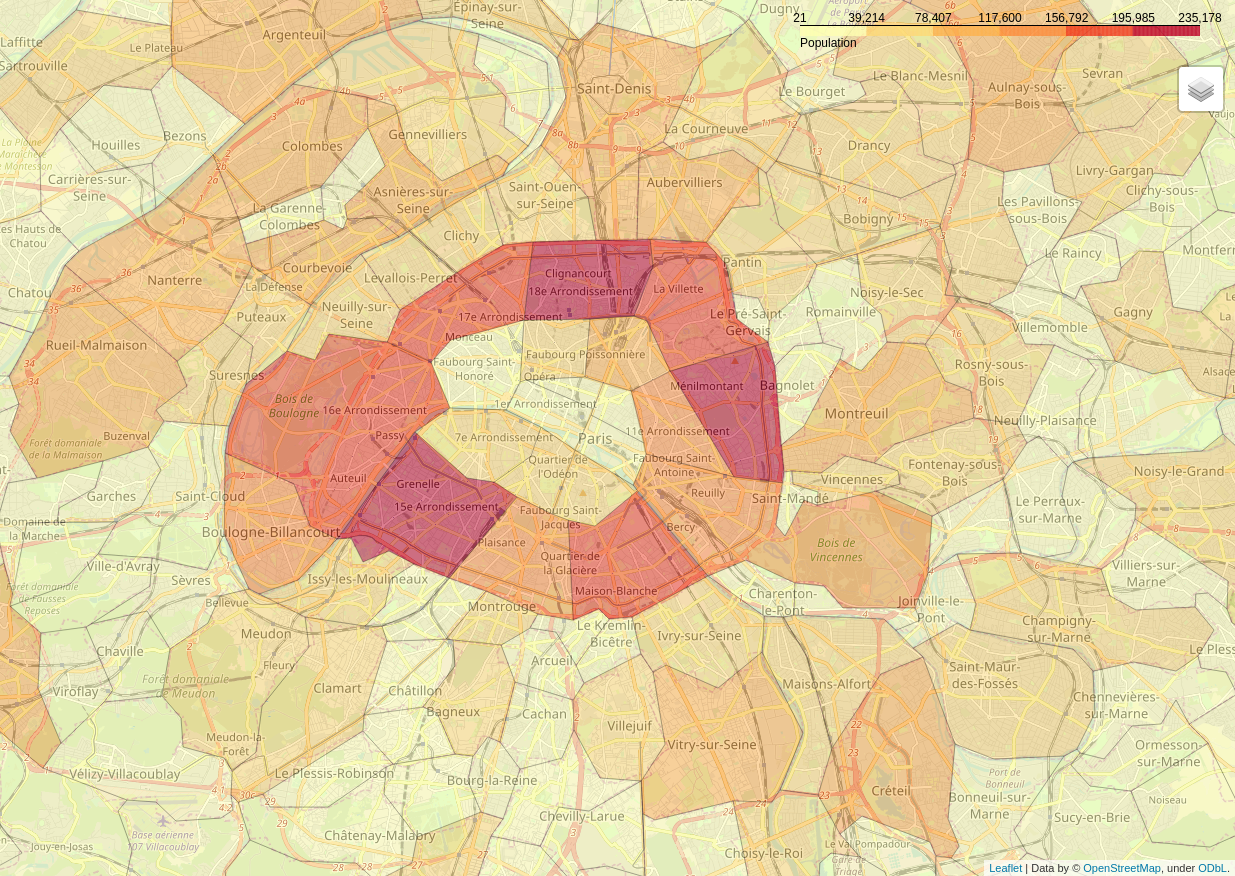 21 39,214 78,407 117,600 156,792 195,985 235,178
Population
Épinay-sur-
Seine
Dugny
Laffitte
Le Plateau
Argenteuil
Sartrouville
Saint-Denis
Le Bourget
Le Blanc-Mesnil
Aulnay-sous-
Bois
Sevran
Houilles
Bezons
Colombes
Gennevilliers
La Courneuve
Drancy
Livry-Gargan
Carrières-sur-
Seine
La Garenne-
Colombes
Asnières-sur-
Seine
Saint-Ouen-
sur-Seine
Aubervilliers
Bobigny
Les Pavillons-
sous-Bois
Clichy-sous-
Bois
Chatou
Clichy
Pantin
Le Raincy
Nanterre
Courbevoie
La Défense
Levallois-Perret
Clignancourt
18e Arrondissement
La Villette
Noisy-le-Sec
Chatou
Puteaux
Neuilly-sur-
Seine
17e Arrondissement
Monceau
Le Pré-Saint-
Gervais
Romainville
Villemomble
Gagny
Rueil-Malmaison
Suresnes
Faubourg Saint-
Honoré
Faubourg Poissonnière
Opéra
Ménilmontant
Bagnolet
Rosny-sous-
Bois
Bois de
Boulogne
16e Arrondissement
1er Arrondissement
Montreuil
Neuilly-Plaisance
Buzenval
Forêt domaniale
de la Malmaison
Passy
7e Arrondissement
Paris
11e Arrondissement
Quartier de
l'Odéon
Faubourg Saint-
Antoine
Fontenay-sous-
Bois
Noisy-le-Grand
Garches
Saint-Cloud
Auteuil
Grenelle
15e Arrondissement
Reuilly
Saint-Mandé
Vincennes
Domaine de
la Marche
Boulogne-Billancourt
Faubourg Saint-
Jacques
Bercy
Le Perreux-
sur-Marne
Ville-d'Avray
Sèvres
Issy-les-Moulineaux
Plaisance
Quartier de
la Glacière
Maison-Blanche
Bois de
Vincennes
Villiers-sur-
Marne
Forêt domaniale
de Fausses
Reposes
Bellevue
Montrouge
Le Kremlin-
Bicêtre
Charenton-
le-Pont
Joinville-le-
Pont
Chaville
Meudon
Ivry-sur-Seine
Champigny-
sur-Marne
Viroflay
Fleury
Forêt domaniale
de Meudon
Clamart
Châtillon
Arcueil
Maisons-Alfort
Saint-Maur-
des-Fossés
Bagneux
Cachan
Villejuif
Vitry-sur-Seine
Chennevières-
sur-Marne
Meudon-la-
Forêt
Vélizy-Villacoublay
Le Plessis-Robinson
Bourg-la-Reine
Créteil
Port de
Bonneuil
Bonneuil-sur-
Marne
Ormesson-
sur-Marne
Noiseau
Base aérienne
107 Villacoublay
Jouy-en-Josas
Châtenay-Malabry
Chevilly-Larue
Choisy-le-Roi
Le Val Pompadour
Sucy-en-Brie
Leaflet | Data by © OpenStreetMap, under ODbL.